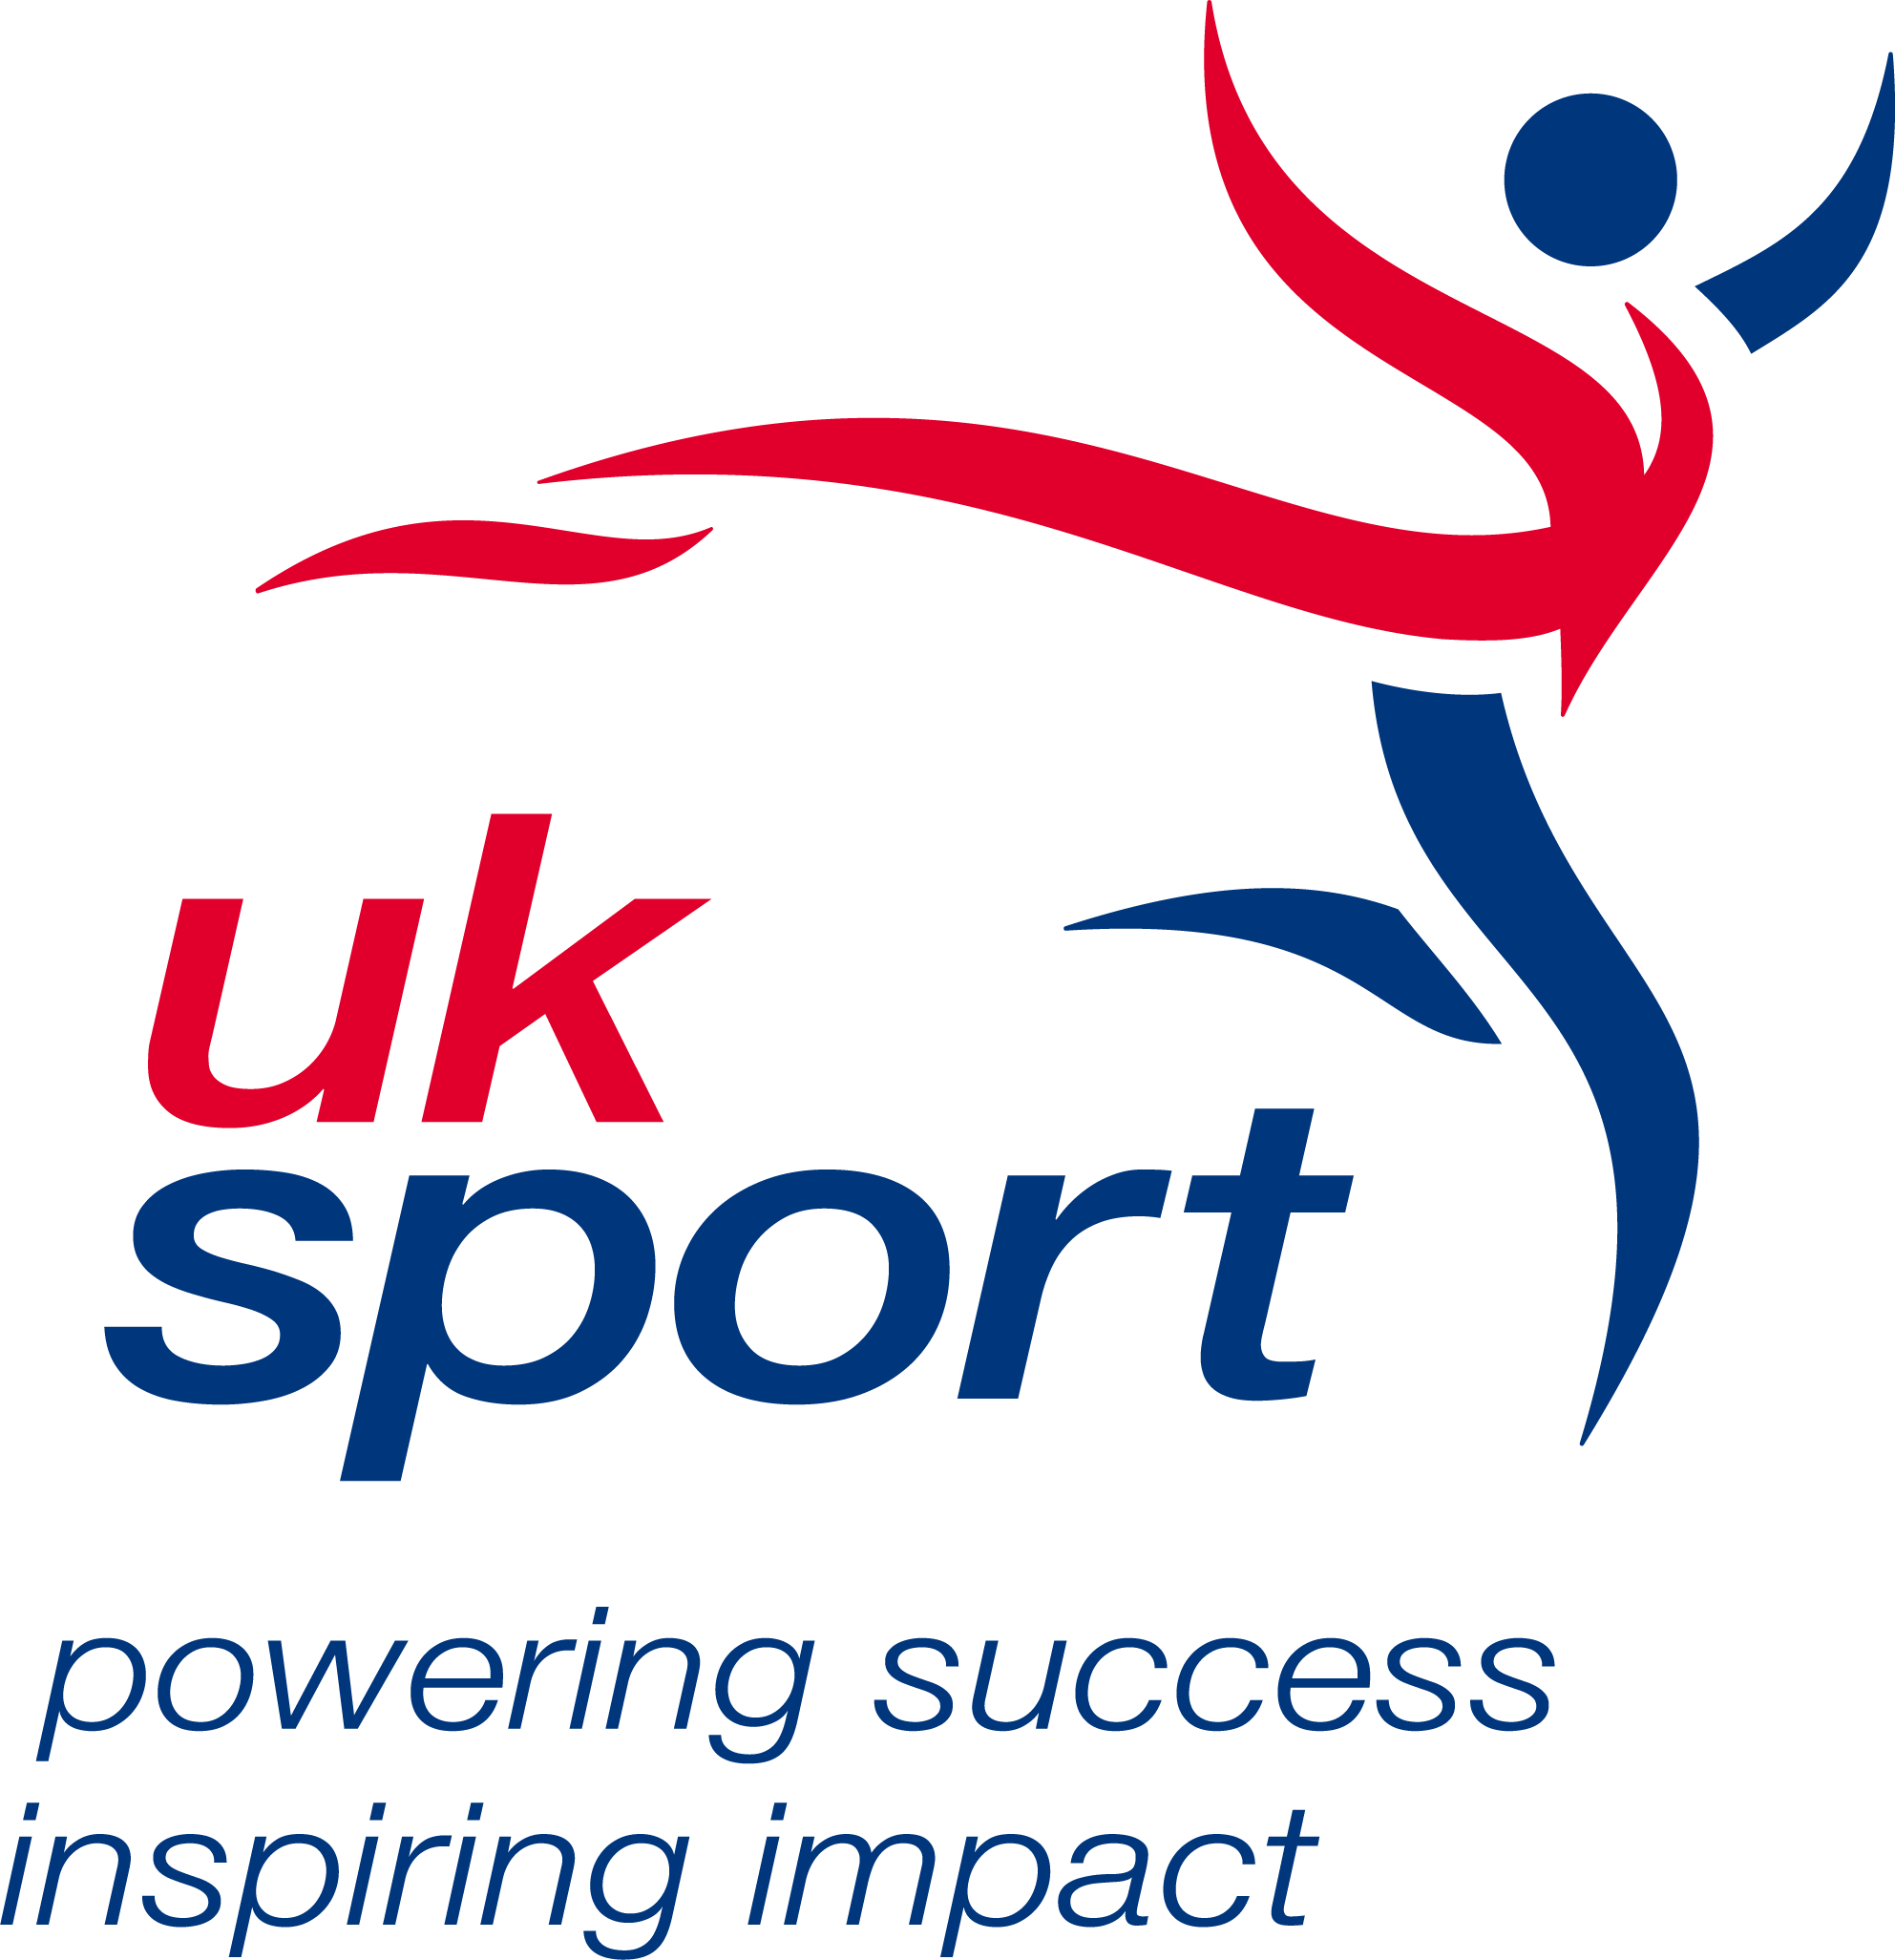 uk
sport
powering success
inspiring impact